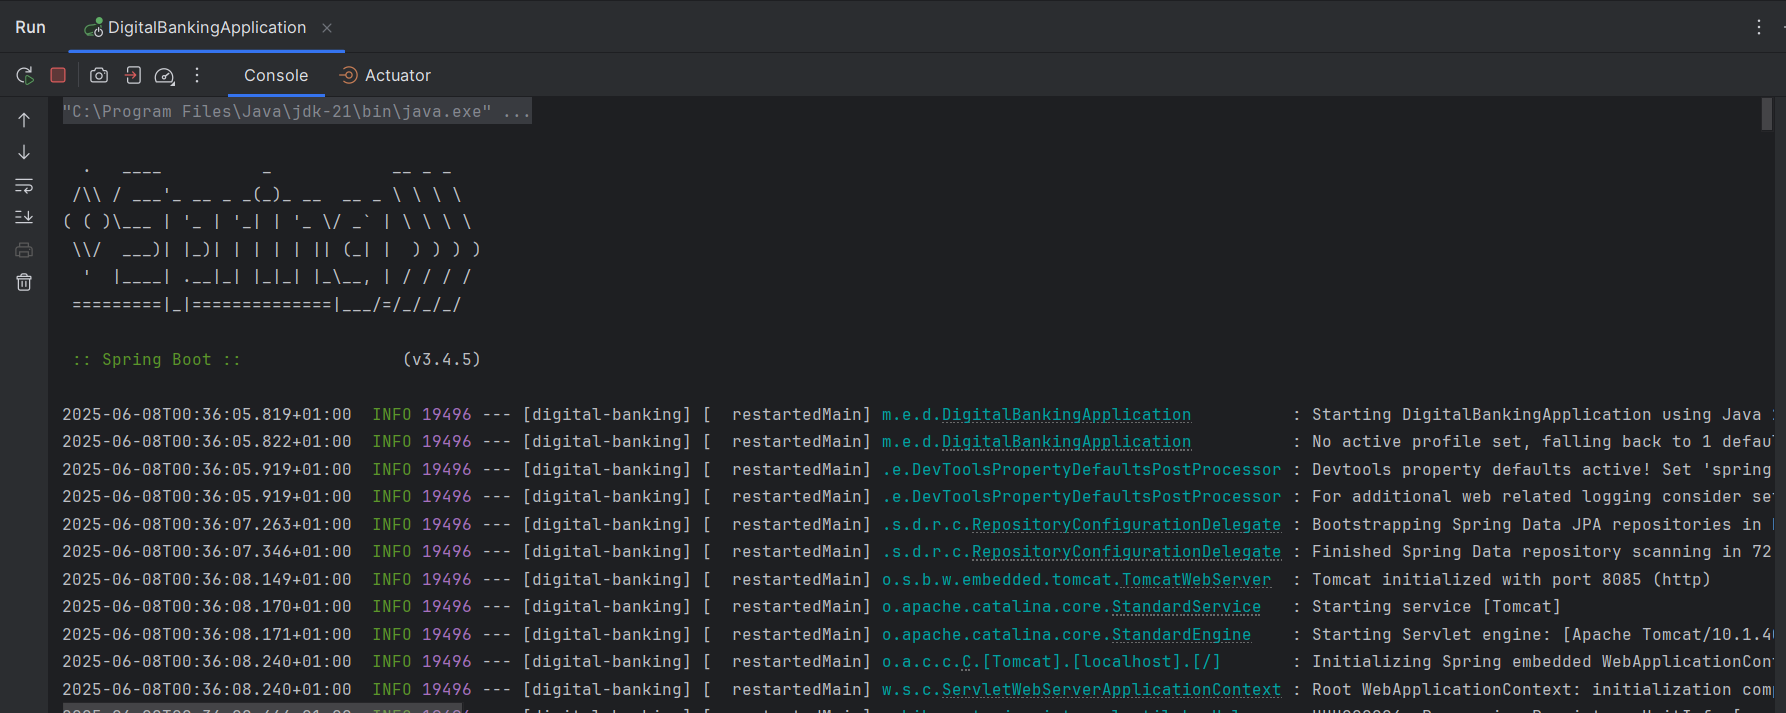 Run DigitalBankingApplication
Console Actuator
"C:\Program Files\Java\jdk-21\bin\java.exe" ...
  .   ____          _            __ _ _
 /\\ / ___'_ __ _ _(_)_ __  __ _ \ \ \ \
( ( )\___ | '_ | '_| | '_ \/ _` | \ \ \ \
 \\/  ___)| |_)| | | | | || (_| |  ) ) ) )
  '  |____| .__|_| |_|_| |_\__, | / / / /
 =========|_|==============|___/=/_/_/_/
 :: Spring Boot ::                (v3.4.5)
2025-06-08T00:36:05.819+01:00  INFO 19496 --- [digital-banking] [  restartedMain] m.e.d.DigitalBankingApplication          : Starting DigitalBankingApplication using Java
2025-06-08T00:36:05.822+01:00  INFO 19496 --- [digital-banking] [  restartedMain] m.e.d.DigitalBankingApplication          : No active profile set, falling back to 1 defau
2025-06-08T00:36:05.919+01:00  INFO 19496 --- [digital-banking] [  restartedMain] .e.DevToolsPropertyDefaultsPostProcessor : Devtools property defaults active! Set 'spring
2025-06-08T00:36:05.919+01:00  INFO 19496 --- [digital-banking] [  restartedMain] .e.DevToolsPropertyDefaultsPostProcessor : For additional web related logging consider se
2025-06-08T00:36:07.263+01:00  INFO 19496 --- [digital-banking] [  restartedMain] .s.d.r.c.RepositoryConfigurationDelegate : Bootstrapping Spring Data JPA repositories in
2025-06-08T00:36:07.346+01:00  INFO 19496 --- [digital-banking] [  restartedMain] .s.d.r.c.RepositoryConfigurationDelegate : Finished Spring Data repository scanning in 72
2025-06-08T00:36:08.149+01:00  INFO 19496 --- [digital-banking] [  restartedMain] o.s.b.w.embedded.tomcat.TomcatWebServer  : Tomcat initialized with port 8085 (http)
2025-06-08T00:36:08.170+01:00  INFO 19496 --- [digital-banking] [  restartedMain] o.apache.catalina.core.StandardService   : Starting service [Tomcat]
2025-06-08T00:36:08.171+01:00  INFO 19496 --- [digital-banking] [  restartedMain] o.apache.catalina.core.StandardEngine    : Starting Servlet engine: [Apache Tomcat/10.1.4
2025-06-08T00:36:08.240+01:00  INFO 19496 --- [digital-banking] [  restartedMain] o.a.c.c.C.[Tomcat].[localhost].[/]       : Initializing Spring embedded WebApplicationCon
2025-06-08T00:36:08.240+01:00  INFO 19496 --- [digital-banking] [  restartedMain] w.s.c.ServletWebServerApplicationContext : Root WebApplicationContext: initialization com